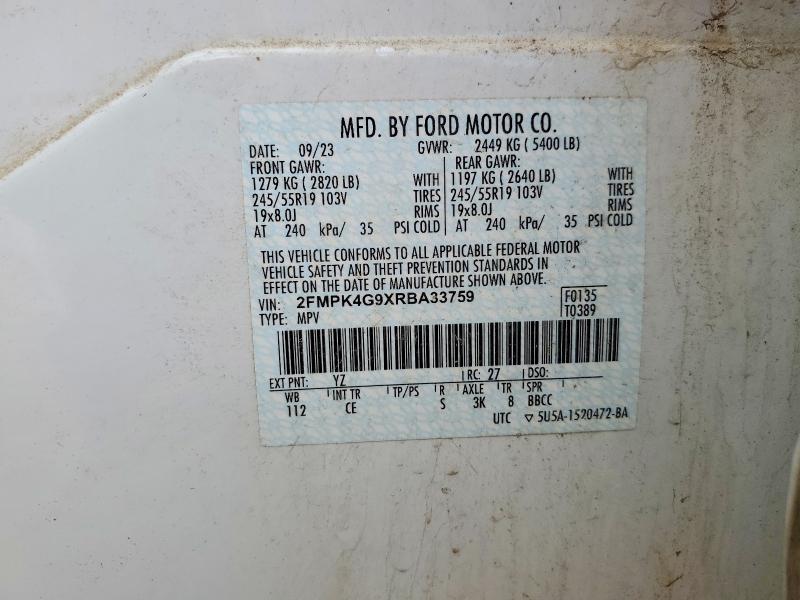 MFD. BY FORD MOTOR CO.
DATE: 09/23 GVWR: 2449 KG ( 5400 LB)
FRONT GAWR: REAR GAWR:
1279 KG ( 2820 LB) WITH 1197 KG ( 2640 LB) WITH
245/55R19 103V TIRES 245/55R19 103V TIRES
19x8.0J RIMS 19x8.0J RIMS
AT 240 kPa/ 35 PSI COLD AT 240 kPa/ 35 PSI COLD
THIS VEHICLE CONFORMS TO ALL APPLICABLE FEDERAL MOTOR
VEHICLE SAFETY AND THEFT PREVENTION STANDARDS IN
EFFECT ON THE DATE OF MANUFACTURE SHOWN ABOVE.
VIN: 2FMPK4G9XRBA33759 F0135
TYPE: MPV T0389
EXT PNT: YZ RC: 27 DSO:
WB INT TR TP/PS R AXLE TR SPR
112 CE S 3K 8 BBCC
UTC ▽ 5U5A-1520472-BA